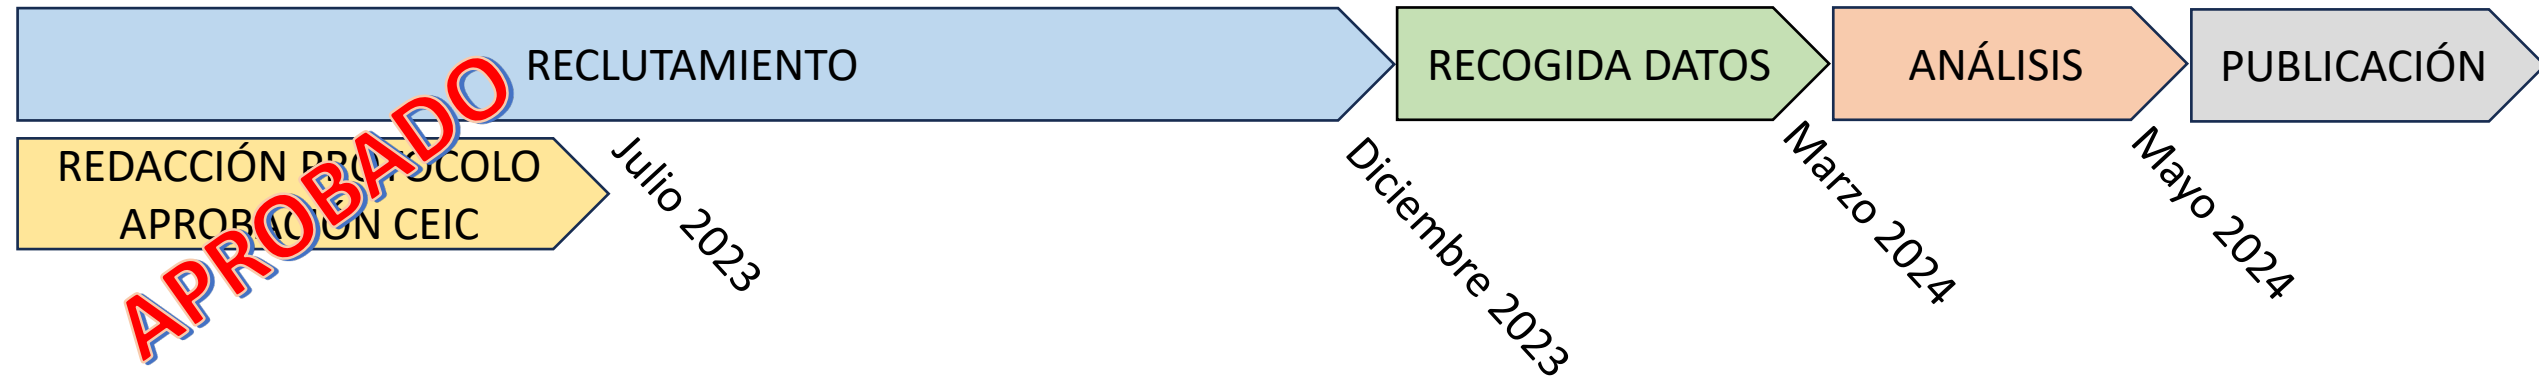 RECLUTAMIENTO
RECOGIDA DATOS
ANÁLISIS
PUBLICACIÓN
REDACCIÓN PROTOCOLO
APROBACIÓN CEIC
APROBADO
Julio 2023
Diciembre 2023
Marzo 2024
Mayo 2024